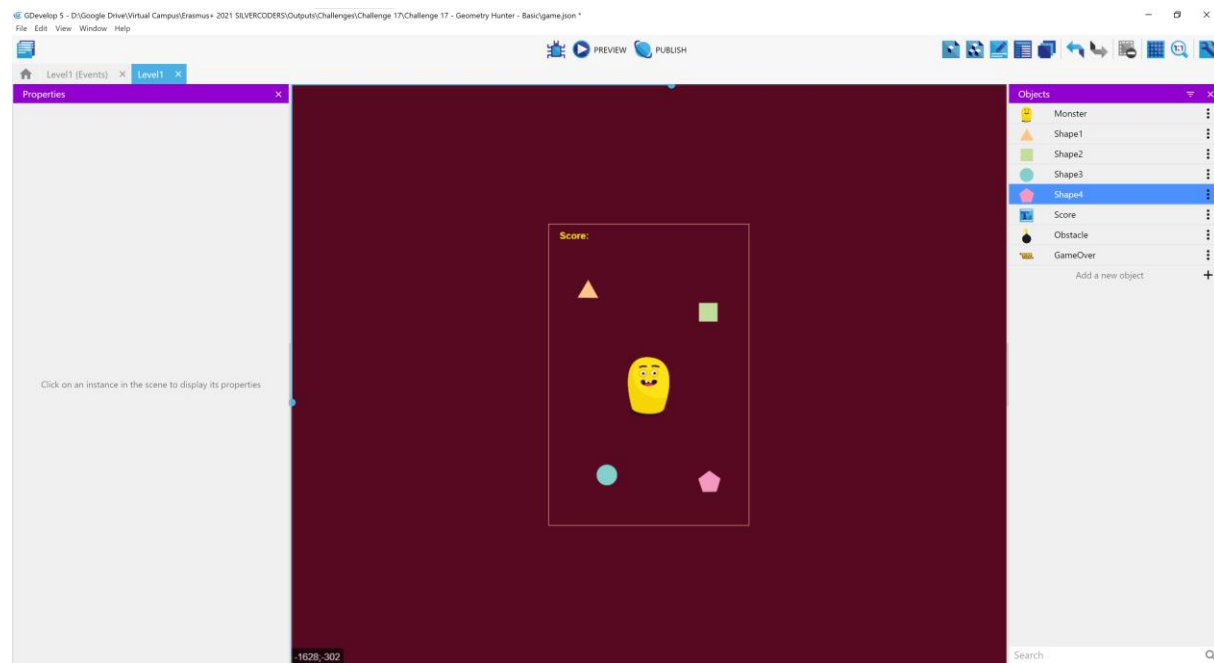 GDevelop 5 - D:\Google Drive\Virtual Campus\Erasmus+ 2021 SILVERCODERS\Outputs\Challenges\Challenge 17\Challenge 17 - Geometry Hunter - Basic\game.json *
File Edit View Window Help
PREVIEW PUBLISH
Level1 (Events) Level1
Properties
Objects
Monster
Shape1
Shape2
Shape3
Shape4
Score
Obstacle
GameOver
Add a new object
Score:
Click on an instance in the scene to display its properties
-1628;-302
Search